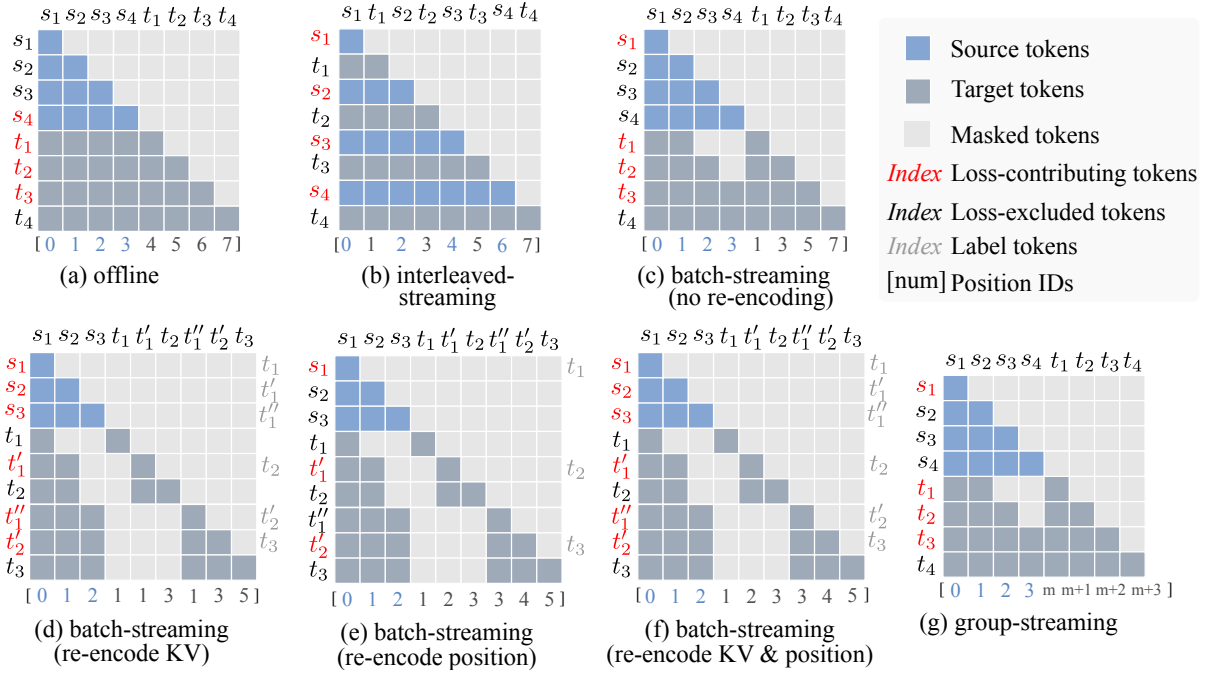 s1 s2 s3 s4 t1 t2 t3 t4
s1
s2
s3
s4
t1
t2
t3
t4
[ 0 1 2 3 4 5 6 7 ]
(a) offline
s1 t1 s2 t2 s3 s3 s4 t4
s1
t1
s2
t2
s3
t3
s4
t4
[ 0 1 2 3 4 5 6 7 ]
(b) interleaved-
streaming
s1 s2 s3 s4 t1 t2 t3 t4
s1
s2
s3
s4
t1
t2
t3
t4
[ 0 1 2 3 1 3 5 7 ]
(c) batch-streaming
(no re-encoding)
Source tokens
Target tokens
Masked tokens
Index Loss-contributing tokens
Index Loss-excluded tokens
Index Label tokens
[num] Position IDs
s1 s2 s3 t1 t′1 t2 t″1 t′2 t3
s1 t1
s2 t′1
s3 t″1
t1
t′1 t2
t2
t″1 t′2
t′2 t3
t3
[ 0 1 2 1 1 3 1 3 5 ]
(d) batch-streaming
(re-encode KV)
s1 s2 s3 t1 t′1 t2 t″1 t′2 t3
s1 t1
s2
s3
t1
t′1 t2
t2
t″1
t′2 t3
t3
[ 0 1 2 1 2 3 3 4 5 ]
(e) batch-streaming
(re-encode position)
s1 s2 s3 t1 t′1 t2 t″1 t′2 t3
s1 t1
s2 t′1
s3 t″1
t1
t′1 t2
t2
t″1 t′2
t′2 t3
t3
[ 0 1 2 1 2 3 3 4 5 ]
(f) batch-streaming
(re-encode KV & position)
s1 s2 s3 s4 t1 t2 t3 t4
s1
s2
s3
s4
t1
t2
t3
t4
[ 0 1 2 3 m m+1 m+2 m+3 ]
(g) group-streaming